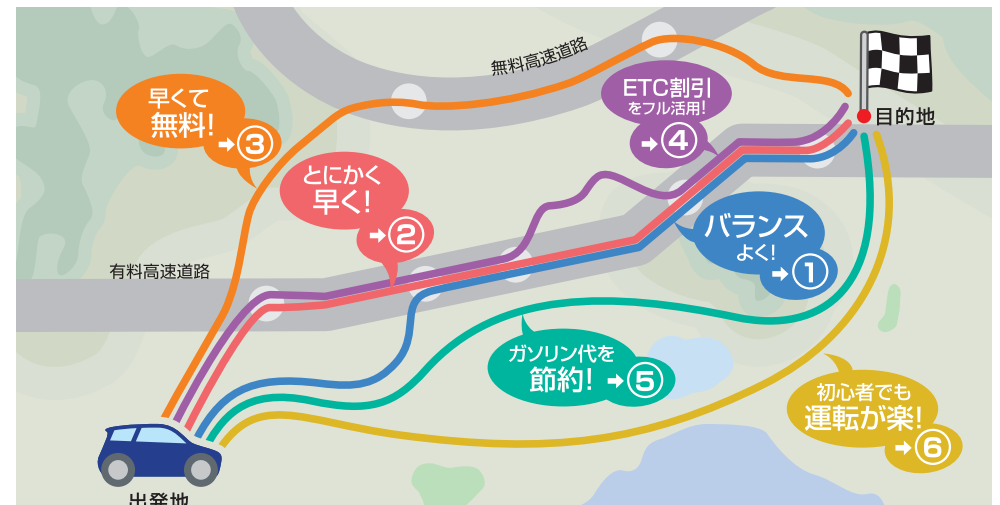 無料高速道路
ETC割引
をフル活用!
➡④
目的地
早くて
無料!
➡③
とにかく
早く!
➡②
バランス
よく!
➡①
有料高速道路
ガソリン代を
節約!➡⑤
初心者でも
運転が楽!
➡⑥
出発地